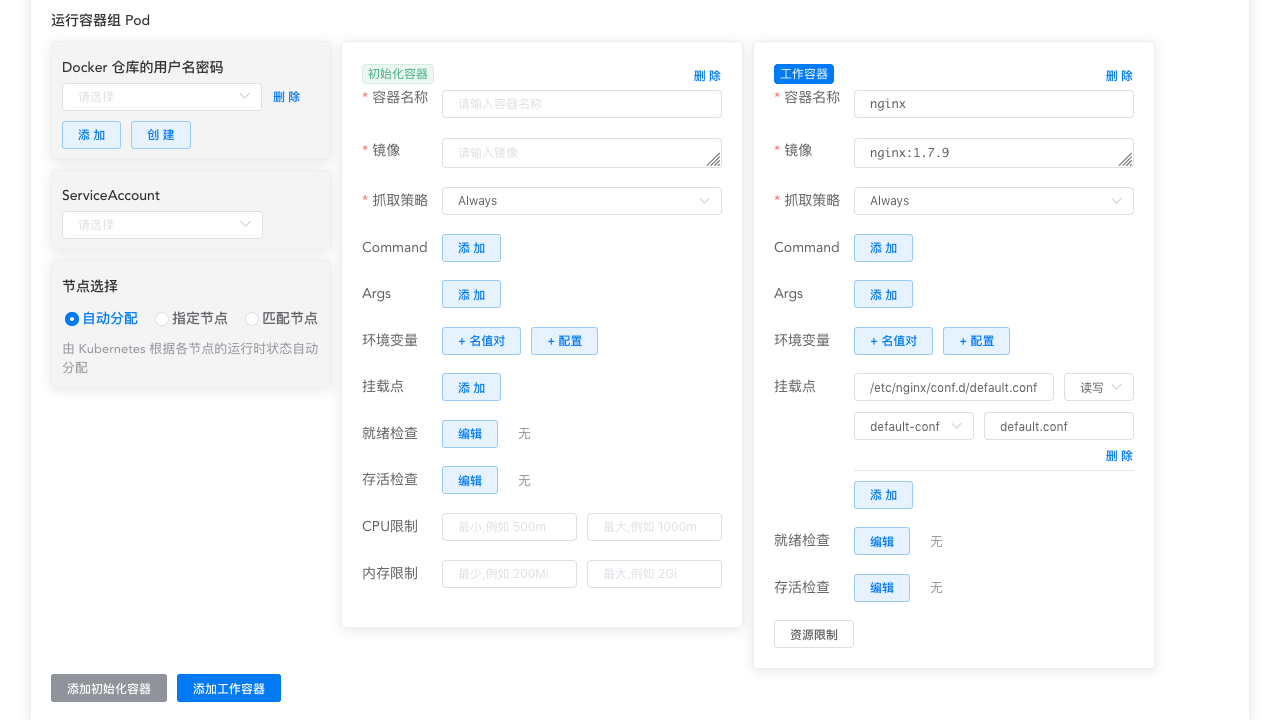 运行容器组 Pod
Docker 仓库的用户名密码
请选择
删 除
添 加
创 建
ServiceAccount
请选择
节点选择
自动分配
指定节点
匹配节点
由 Kubernetes 根据各节点的运行时状态自动
分配
初始化容器
删 除
* 容器名称
请输入容器名称
* 镜像
请输入镜像
* 抓取策略
Always
Command
添 加
Args
添 加
环境变量
+ 名值对
+ 配置
挂载点
添 加
就绪检查
编辑
无
存活检查
编辑
无
CPU限制
最小,例如 500m
最大,例如 1000m
内存限制
最少,例如 200Mi
最大,例如 2Gi
工作容器
删 除
* 容器名称
nginx
* 镜像
nginx:1.7.9
* 抓取策略
Always
Command
添 加
Args
添 加
环境变量
+ 名值对
+ 配置
挂载点
/etc/nginx/conf.d/default.conf
读写
default-conf
default.conf
删 除
添 加
就绪检查
编辑
无
存活检查
编辑
无
资源限制
添加初始化容器
添加工作容器